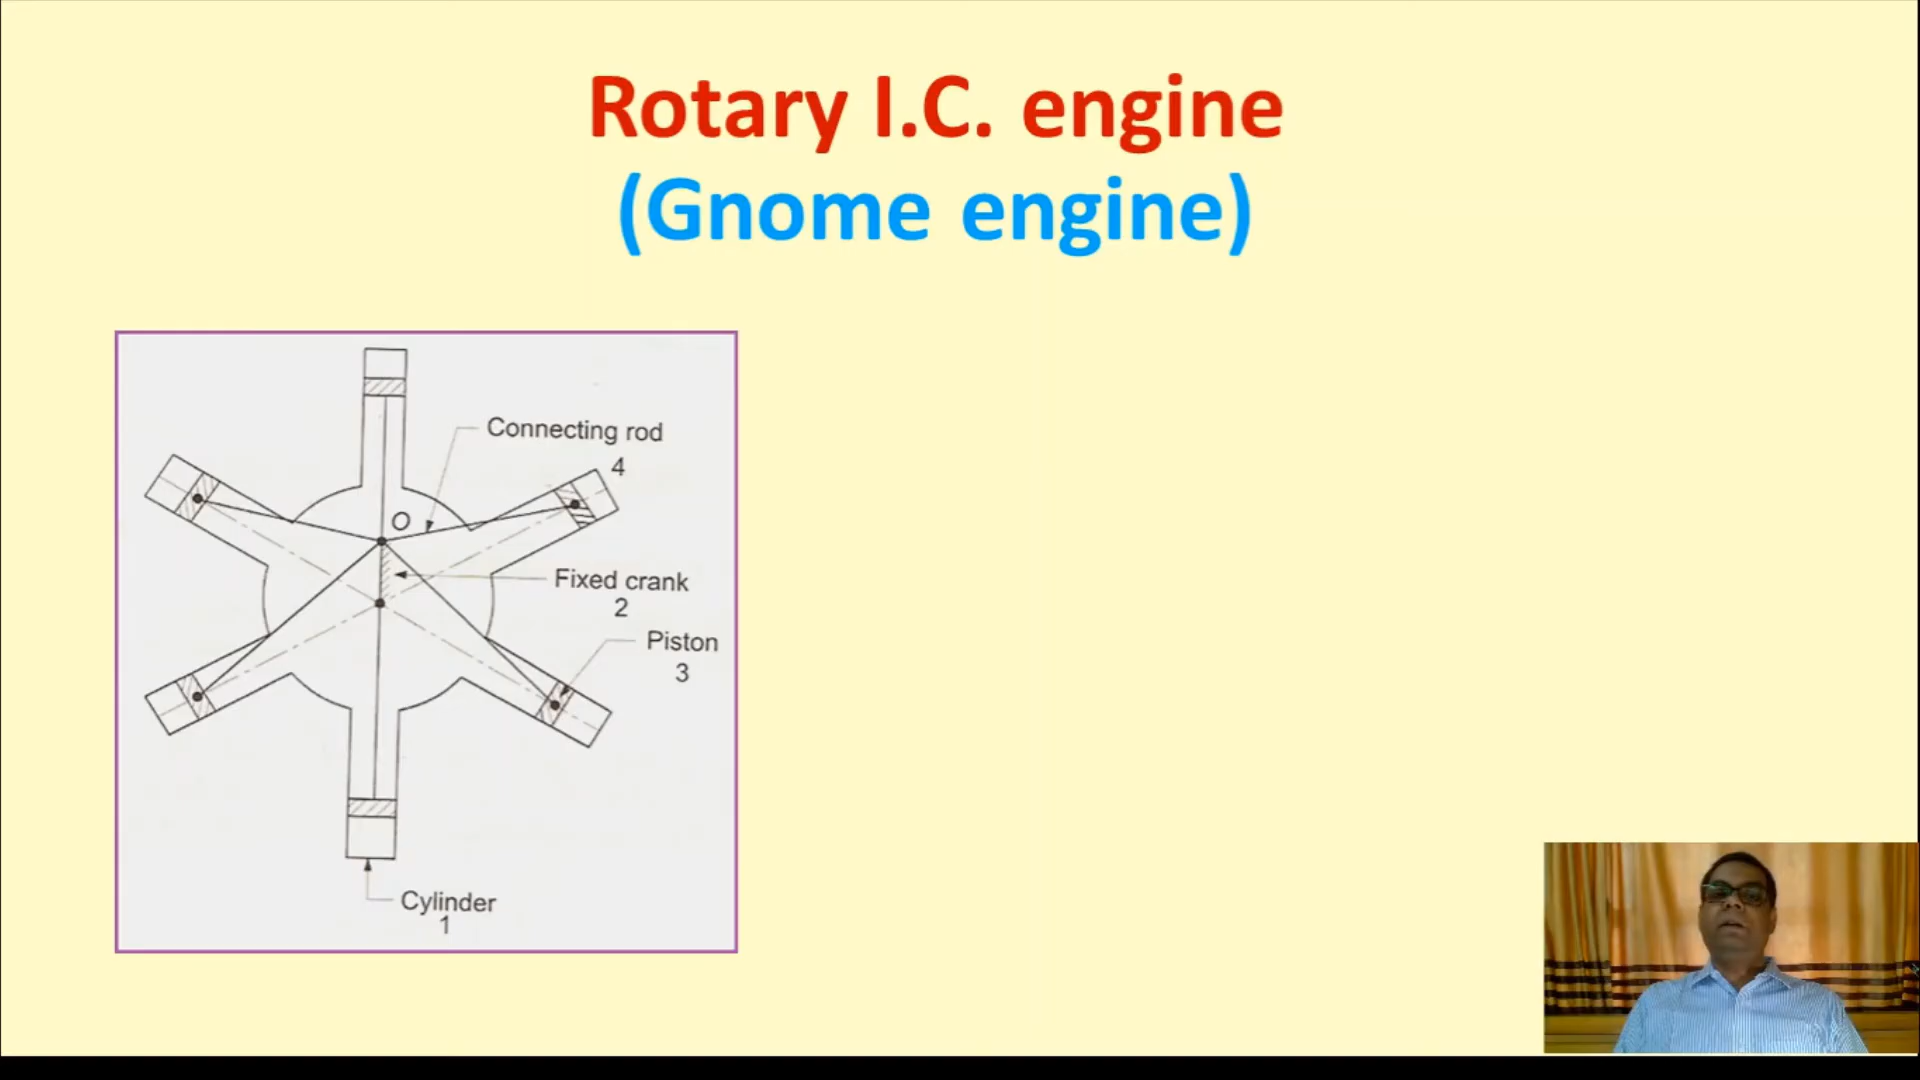 Rotary I.C. engine
(Gnome engine)
Connecting rod
4
O
Fixed crank
2
Piston
3
Cylinder
1